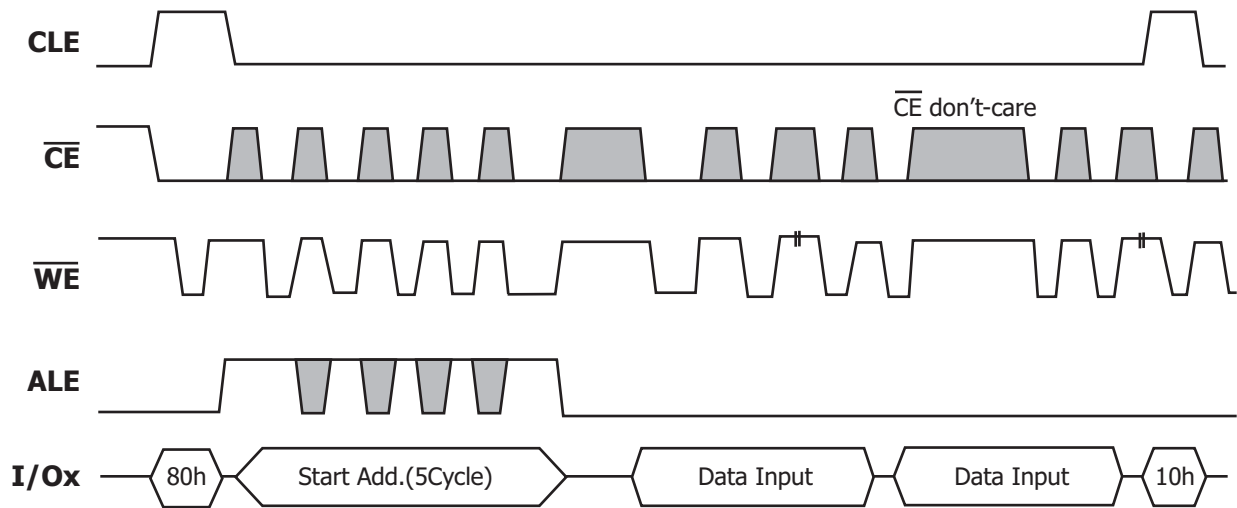 CLE
CE don't-care
CE
WE
ALE
I/Ox 80h Start Add.(5Cycle) Data Input Data Input 10h